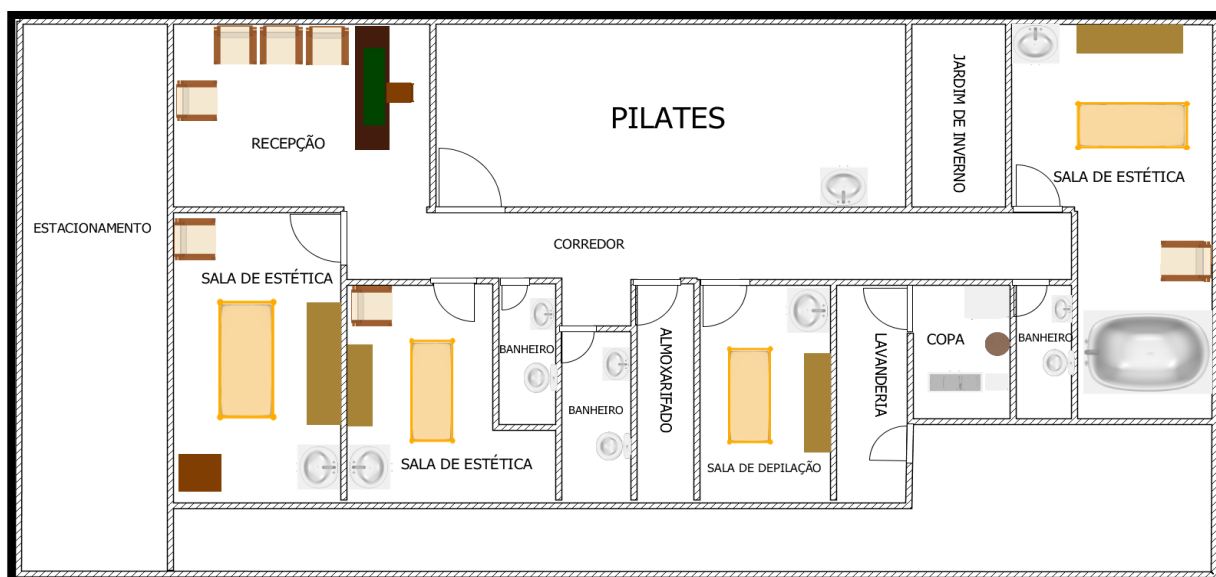 PILATES
JARDIM DE INVERNO
RECEPÇÃO
SALA DE ESTÉTICA
ESTACIONAMENTO
CORREDOR
SALA DE ESTÉTICA
BANHEIRO
ALMOXARIFADO
LAVANDERIA
COPA
BANHEIRO
BANHEIRO
SALA DE ESTÉTICA
SALA DE DEPILAÇÃO